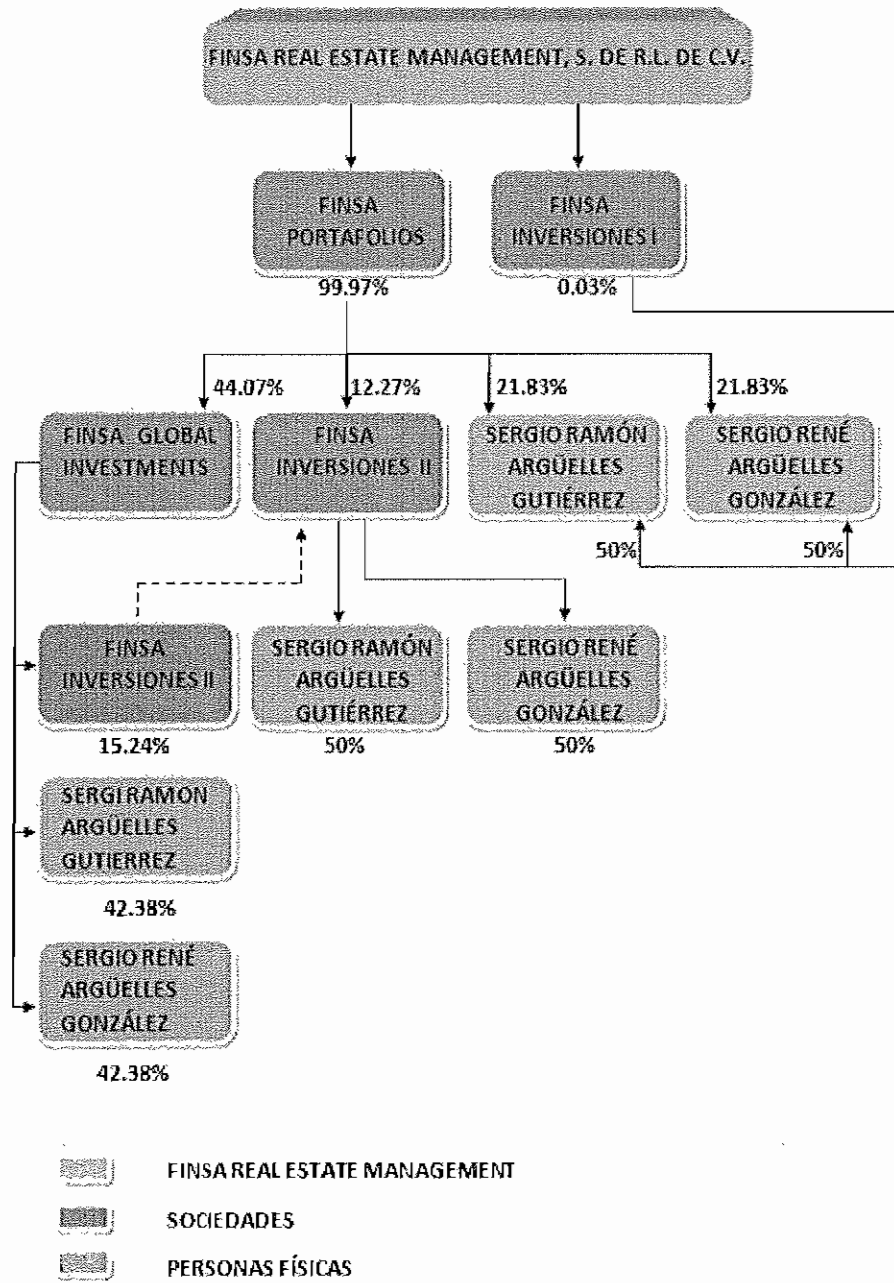 FINSA REAL ESTATE MANAGEMENT, S. DE R.L. DE C.V.
FINSA
PORTAFOLIOS
99.97%
FINSA
INVERSIONES I
0.03%
44.07%
12.27%
21.83%
21.83%
FINSA GLOBAL
INVESTMENTS
FINSA
INVERSIONES II
SERGIO RAMÓN
ARGÜELLES
GUTIÉRREZ
SERGIO RENÉ
ARGÜELLES
GONZÁLEZ
50%
50%
FINSA
INVERSIONES II
15.24%
SERGIO RAMÓN
ARGÜELLES
GUTIÉRREZ
50%
SERGIO RENÉ
ARGÜELLES
GONZÁLEZ
50%
SERGI RAMON
ARGÜELLES
GUTIERREZ
42.38%
SERGIO RENÉ
ARGÜELLES
GONZÁLEZ
42.38%
FINSA REAL ESTATE MANAGEMENT
SOCIEDADES
PERSONAS FÍSICAS